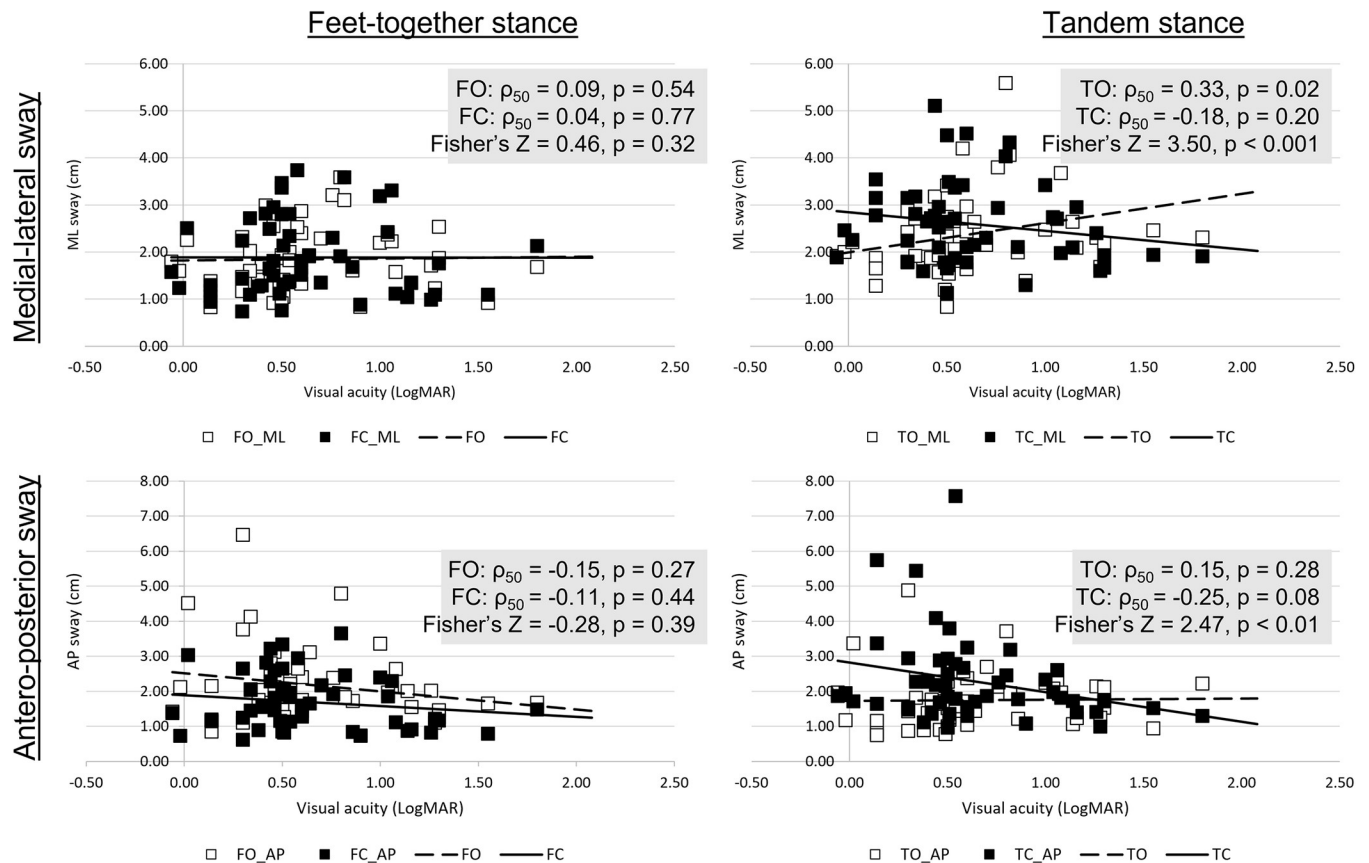 Feet-together stance
Tandem stance
Medial-lateral sway
Antero-posterior sway
6.00
5.00
4.00
3.00
2.00
1.00
0.00
ML sway (cm)
-0.50
0.00
0.50
1.00
1.50
2.00
2.50
Visual acuity (LogMAR)
FO: ρ50 = 0.09, p = 0.54
FC: ρ50 = 0.04, p = 0.77
Fisher's Z = 0.46, p = 0.32
FO_ML
FC_ML
FO
FC
6.00
5.00
4.00
3.00
2.00
1.00
0.00
ML sway (cm)
-0.50
0.00
0.50
1.00
1.50
2.00
2.50
Visual acuity (LogMAR)
TO: ρ50 = 0.33, p = 0.02
TC: ρ50 = -0.18, p = 0.20
Fisher's Z = 3.50, p < 0.001
TO_ML
TC_ML
TO
TC
8.00
7.00
6.00
5.00
4.00
3.00
2.00
1.00
0.00
AP sway (cm)
-0.50
0.00
0.50
1.00
1.50
2.00
2.50
Visual acuity (LogMAR)
FO: ρ50 = -0.15, p = 0.27
FC: ρ50 = -0.11, p = 0.44
Fisher's Z = -0.28, p = 0.39
FO_AP
FC_AP
FO
FC
8.00
7.00
6.00
5.00
4.00
3.00
2.00
1.00
0.00
AP sway (cm)
-0.50
0.00
0.50
1.00
1.50
2.00
2.50
Visual acuity (LogMAR)
TO: ρ50 = 0.15, p = 0.28
TC: ρ50 = -0.25, p = 0.08
Fisher's Z = 2.47, p < 0.01
TO_AP
TC_AP
TO
TC